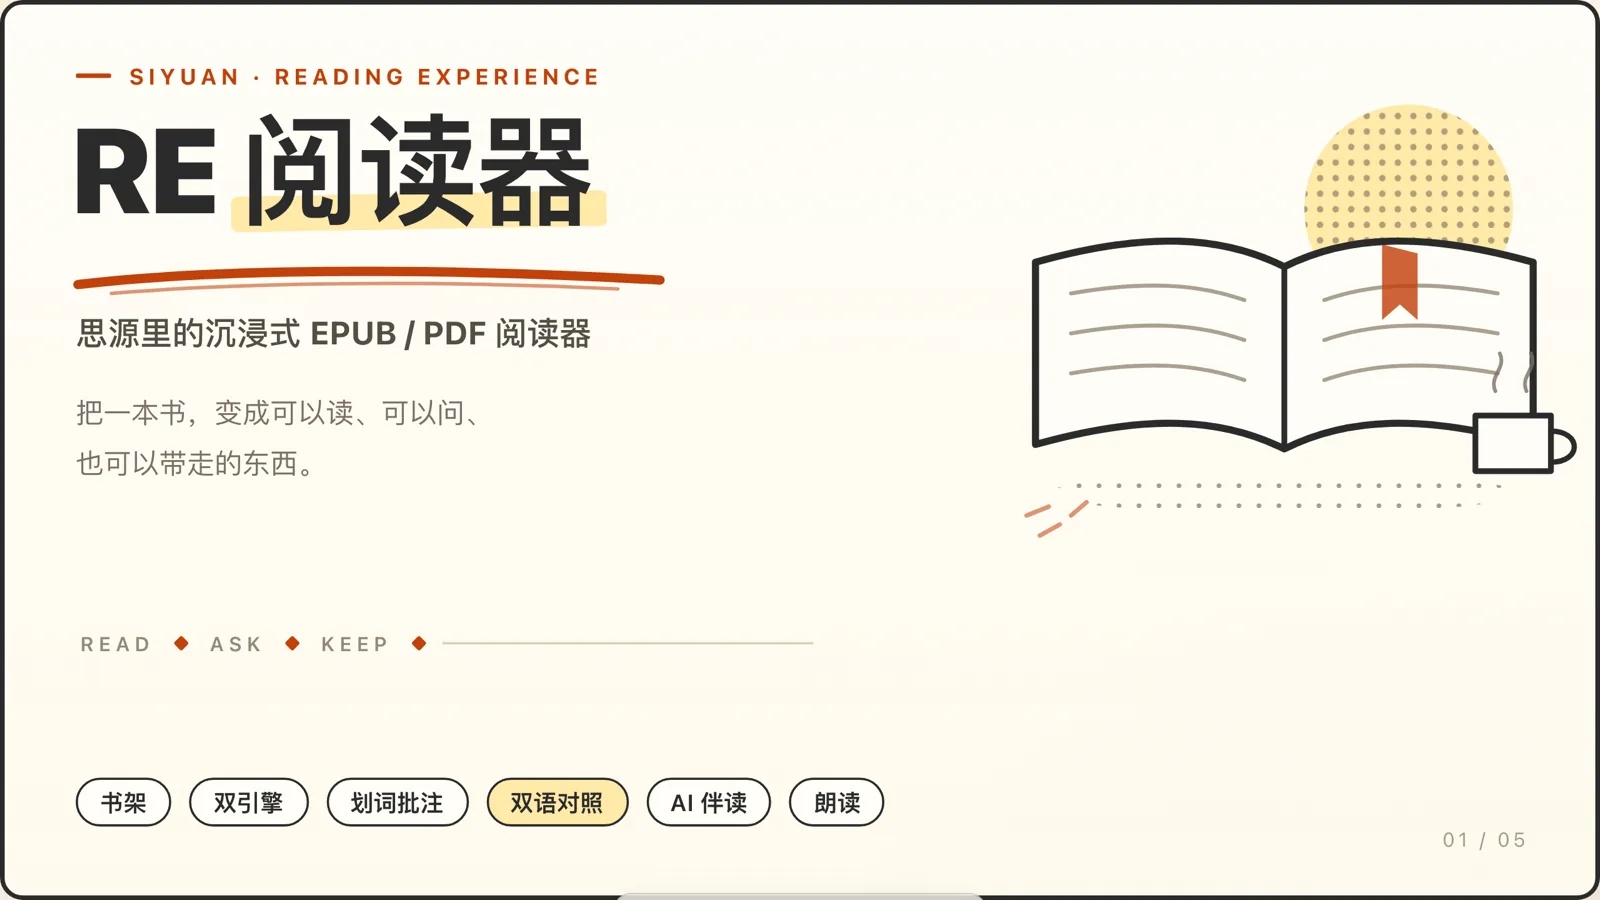 SIYUAN · READING EXPERIENCE
RE 阅读器
思源里的沉浸式 EPUB / PDF 阅读器
把一本书，变成可以读、可以问、
也可以带走的东西。
READ ◆ ASK ◆ KEEP ◆
书架 双引擎 划词批注 双语对照 AI 伴读 朗读
01 / 05